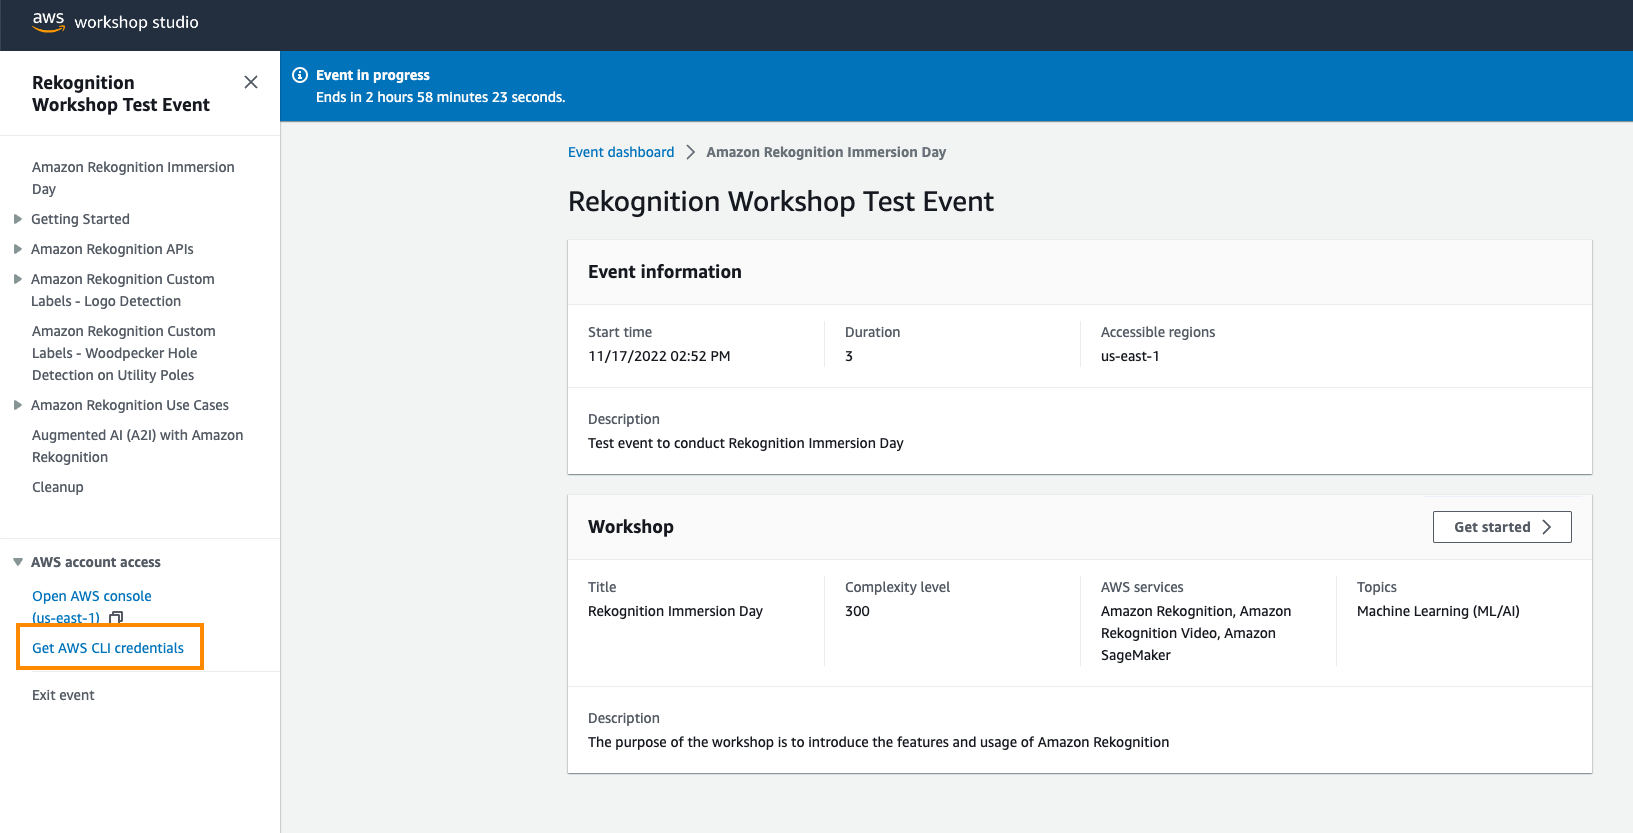 aws workshop studio
Rekognition
Workshop Test Event
Amazon Rekognition Immersion
Day
Getting Started
Amazon Rekognition APIs
Amazon Rekognition Custom
Labels - Logo Detection
Amazon Rekognition Custom
Labels - Woodpecker Hole
Detection on Utility Poles
Amazon Rekognition Use Cases
Augmented AI (A2I) with Amazon
Rekognition
Cleanup
AWS account access
Open AWS console
(us-east-1)
Get AWS CLI credentials
Exit event
Event in progress
Ends in 2 hours 58 minutes 23 seconds.
Event dashboard > Amazon Rekognition Immersion Day
Rekognition Workshop Test Event
Event information
Start time
11/17/2022 02:52 PM
Duration
3
Accessible regions
us-east-1
Description
Test event to conduct Rekognition Immersion Day
Workshop
Get started >
Title
Rekognition Immersion Day
Complexity level
300
AWS services
Amazon Rekognition, Amazon
Rekognition Video, Amazon
SageMaker
Topics
Machine Learning (ML/AI)
Description
The purpose of the workshop is to introduce the features and usage of Amazon Rekognition